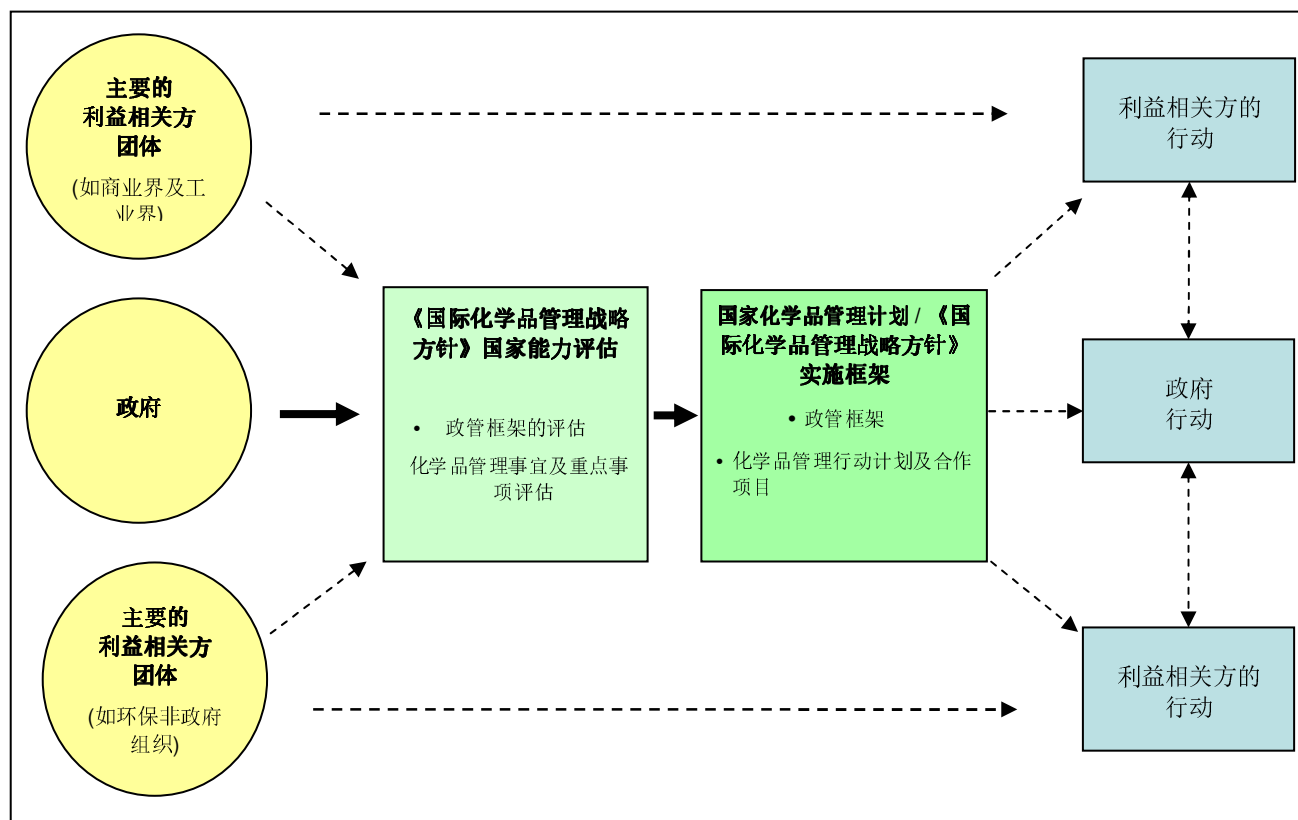 主要的
利益相关方
团体
(如商业界及工
业界)
政府
主要的
利益相关方
团体
(如环保非政府
组织)
《国际化学品管理战略
方针》国家能力评估
• 政管框架的评估
化学品管理事宜及重点事
项评估
国家化学品管理计划 / 《国
际化学品管理战略方针》
实施框架
• 政管框架
• 化学品管理行动计划及合作
项目
利益相关方的
行动
政府
行动
利益相关方的
行动